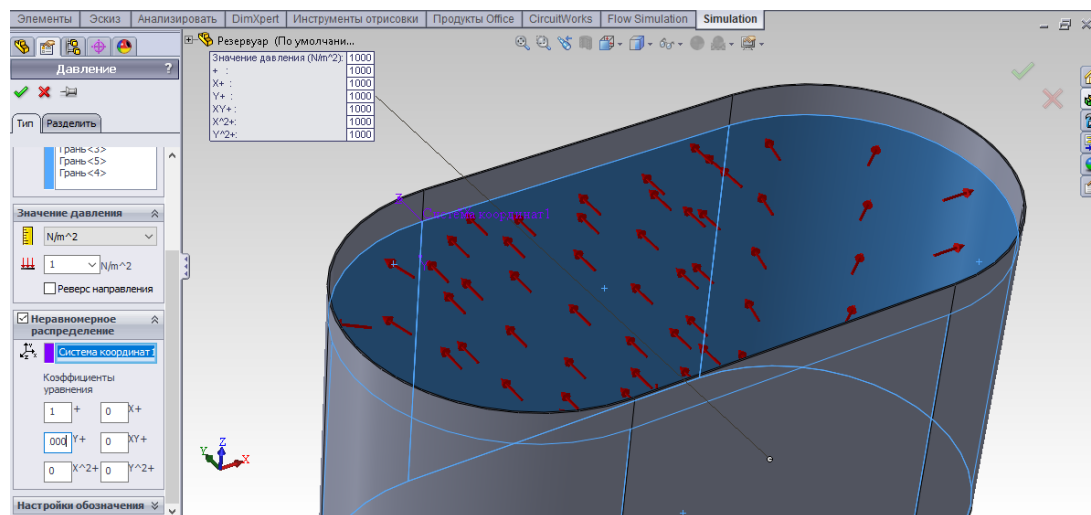 Элементы Эскиз Анализировать DimXpert Инструменты отрисовки Продукты Office CircuitWorks Flow Simulation Simulation
Давление ?
Тип Разделить
Грань<3>
Грань<5>
Грань<4>
Значение давления
N/m^2
1 N/m^2
Реверс направления
Неравномерное
распределение
Система координат1
Коэффициенты
уравнения
1 + 0 X+
000 Y+ 0 XY+
0 X^2+ 0 Y^2+
Настройки обозначения
Резервуар (По умолчани...
Значение давления (N/m^2): 1000
+ : 1000
X+ : 1000
Y+ : 1000
XY+ : 1000
X^2+: 1000
Y^2+: 1000
Z
Система координат1
Y Z X